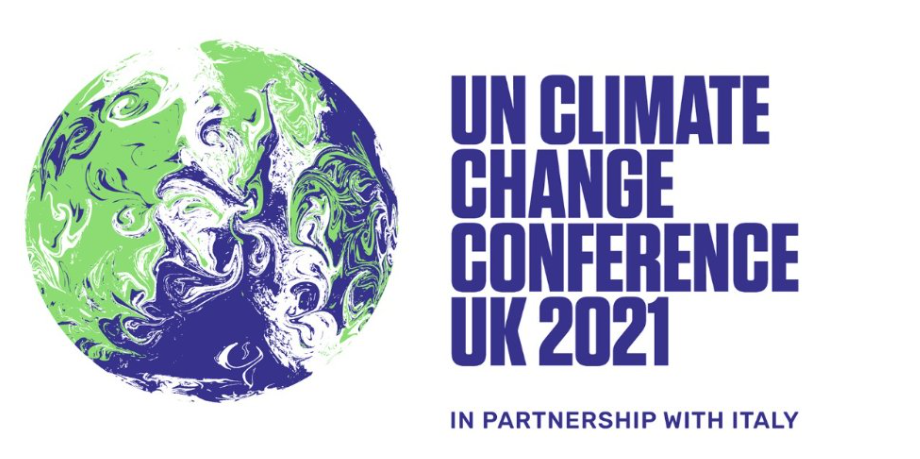 UN CLIMATE
CHANGE
CONFERENCE
UK 2021
IN PARTNERSHIP WITH ITALY